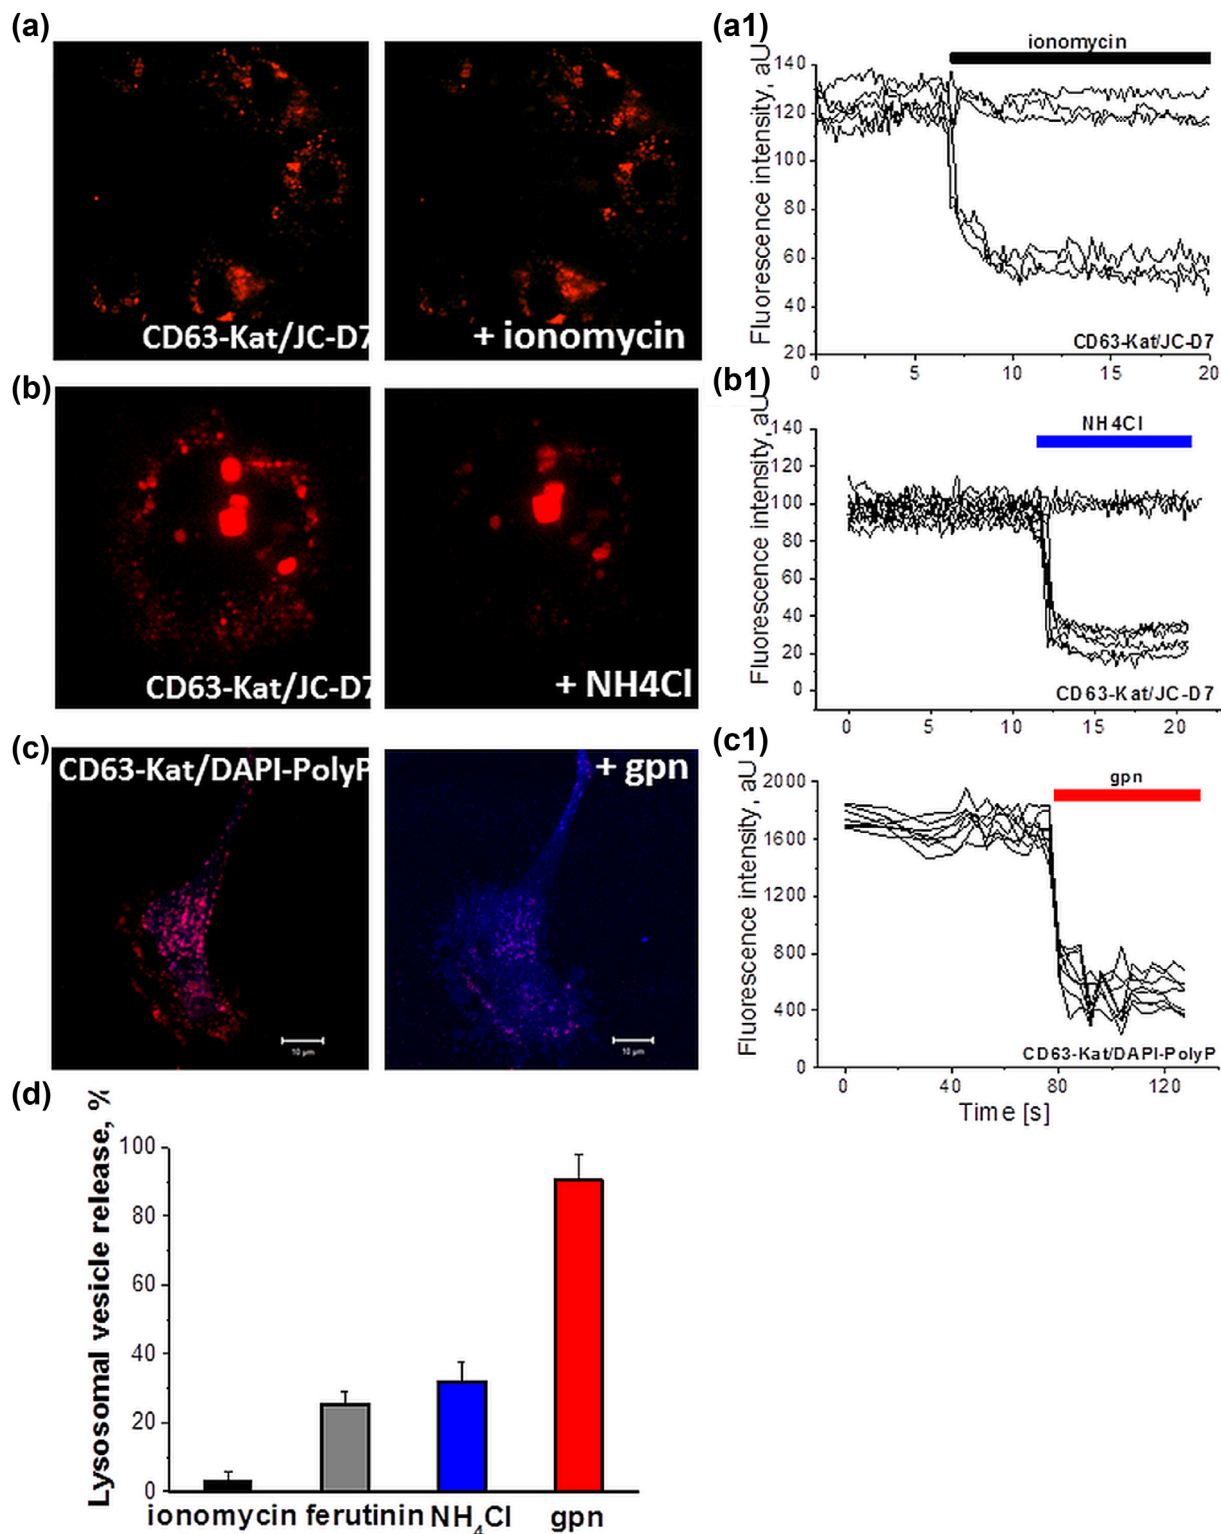 (a)
CD63-Kat/JC-D7
+ ionomycin
(a1)
ionomycin
Fluorescence intensity, aU
140
120
100
80
60
40
20
0 5 10 15 20
CD63-Kat/JC-D7
(b)
CD63-Kat/JC-D7
+ NH4Cl
(b1)
NH4Cl
Fluorescence intensity, aU
140
120
100
80
60
40
20
0
0 5 10 15 20
CD63-Kat/JC-D7
(c)
CD63-Kat/DAPI-PolyP
10 µm
+ gpn
10 µm
(c1)
gpn
Fluorescence intensity, aU
2000
1600
1200
800
400
0
0 40 80 120
CD63-Kat/DAPI-PolyP
Time [s]
(d)
Lysosomal vesicle release, %
100
80
60
40
20
0
ionomycin ferutinin NH4Cl gpn